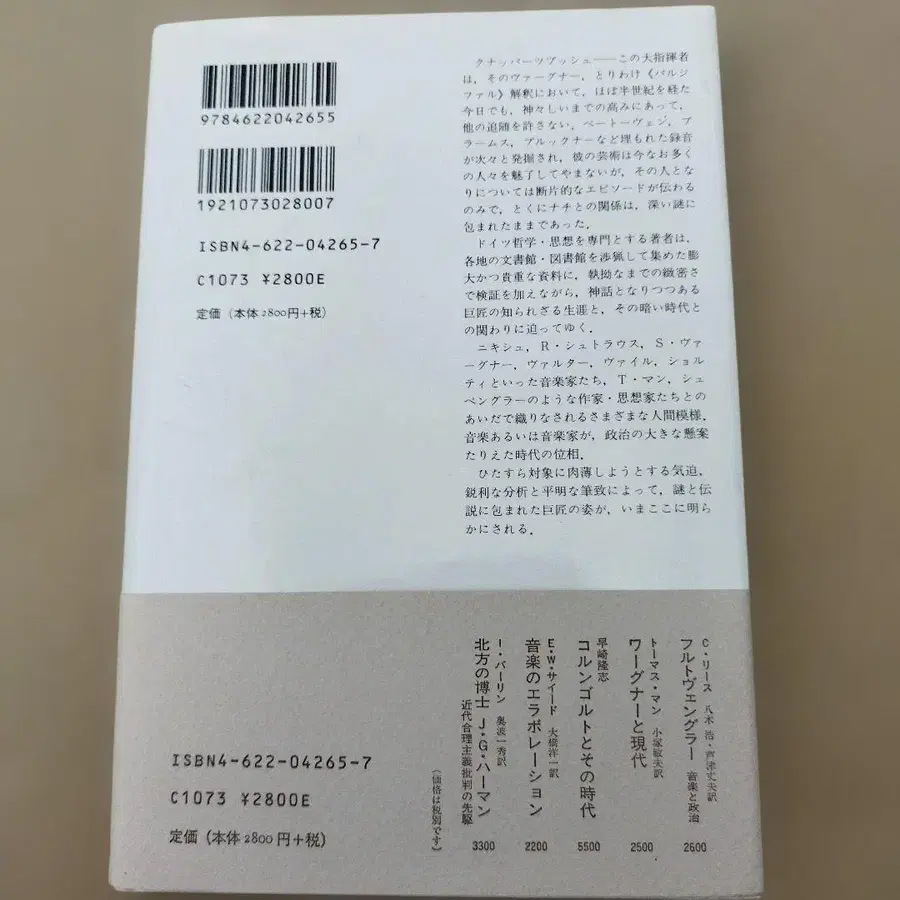 9784622042655
1921073028007
ISBN4-622-04265-7
C1073 ¥2800E
定価（本体2800円+税）
クナッパーツブッシュ――この大指揮者
は，そのヴァーグナー，とりわけ《パルジ
ファル》解釈において，ほぼ半世紀を経た
今日でも，神々しいまでの高みにあって，
他の追随を許さない．ベートーヴェン，ブ
ラームス，ブルックナーなど埋もれた録音
が次々と発掘され，彼の芸術は今なお多く
の人々を魅了してやまないが，その人とな
りについては断片的なエピソードが伝わる
のみで，とくにナチとの関係は，深い謎に
包まれたままであった．
ドイツ哲学・思想を専門とする著者は，
各地の文書館・図書館を渉猟して集めた膨
大かつ貴重な資料に，執拗なまでの緻密さ
で検証を加えながら，神話となりつつある
巨匠の知られざる生涯と，その暗い時代と
の関わりに迫ってゆく．
ニキシュ，R・シュトラウス，S・ヴァ
ーグナー，ヴァルター，ヴァイル，ショル
ティといった音楽家たち，T・マン，シュ
ペングラーのような作家・思想家たちとの
あいだで織りなされるさまざまな人間模様．
音楽あるいは音楽家が，政治の大きな懸案
たりえた時代の位相．
ひたすら対象に肉薄しようとする気迫，
鋭利な分析と平明な筆致によって，謎と伝
説に包まれた巨匠の姿が，いまここに明ら
かにされる．
C・リース 八木浩・芦津丈夫訳
フルトヴェングラー 音楽と政治 2600
トーマス・マン 小塚敏夫訳
ワーグナーと現代 2500
早崎隆志
コルンゴルトとその時代 5500
E・W・サイード 大橋洋一訳
音楽のエラボレーション 2200
I・バーリン 奥波一秀訳
北方の博士 J・G・ハーマン 3300
近代合理主義批判の先駆
（価格は税別です）
ISBN4-622-04265-7
C1073 ¥2800E
定価（本体2800円+税）